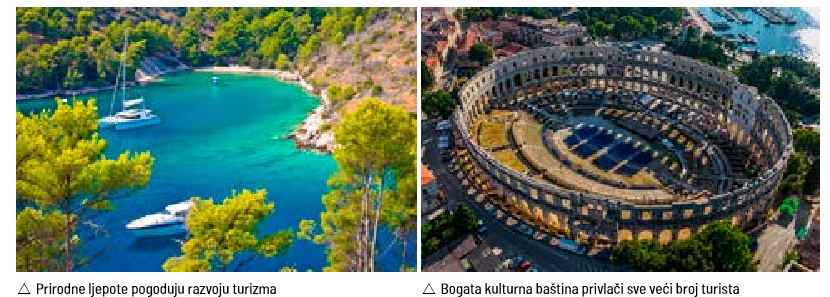 △ Prirodne ljepote pogoduju razvoju turizma
△ Bogata kulturna baština privlači sve veći broj turista